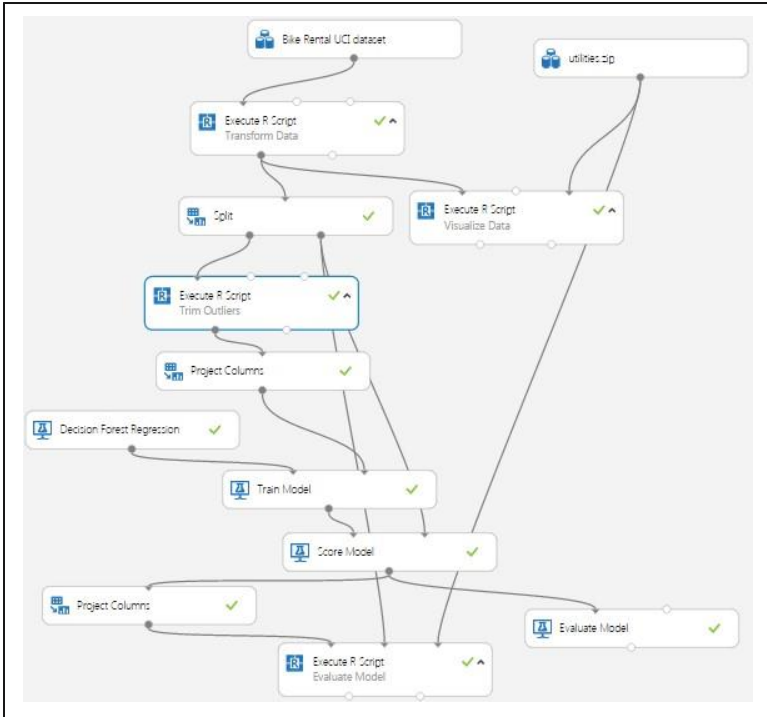 Bike Rental UCI dataset
utilities.zip
Execute R Script
Transform Data
Split
Execute R Script
Visualize Data
Execute R Script
Trim Outliers
Project Columns
Decision Forest Regression
Train Model
Score Model
Project Columns
Evaluate Model
Execute R Script
Evaluate Model